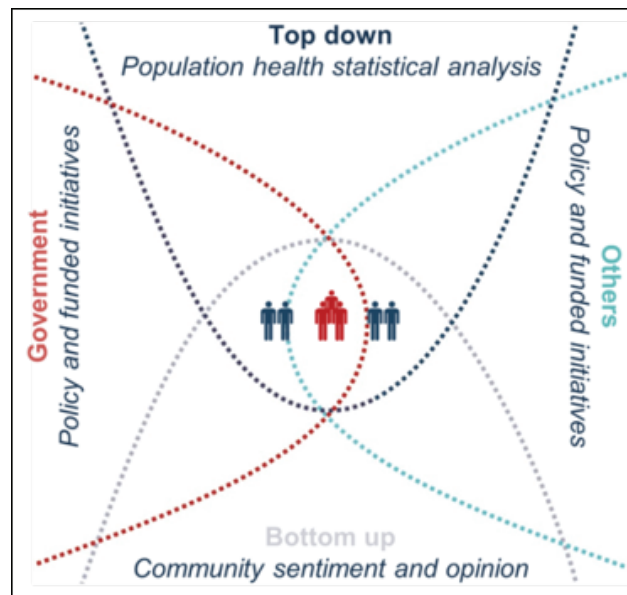 Top down
Population health statistical analysis
Government
Policy and funded initiatives
Others
Policy and funded initiatives
Bottom up
Community sentiment and opinion